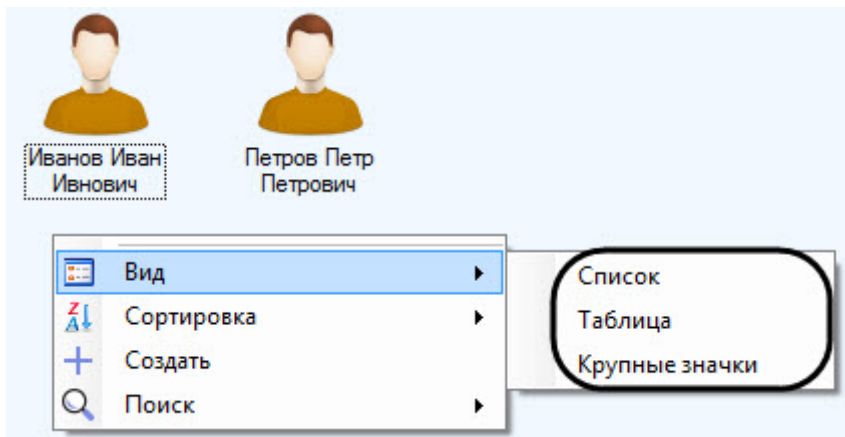 Иванов Иван
Ивнович
Петров Петр
Петрович
Вид
Сортировка
Создать
Поиск
Список
Таблица
Крупные значки